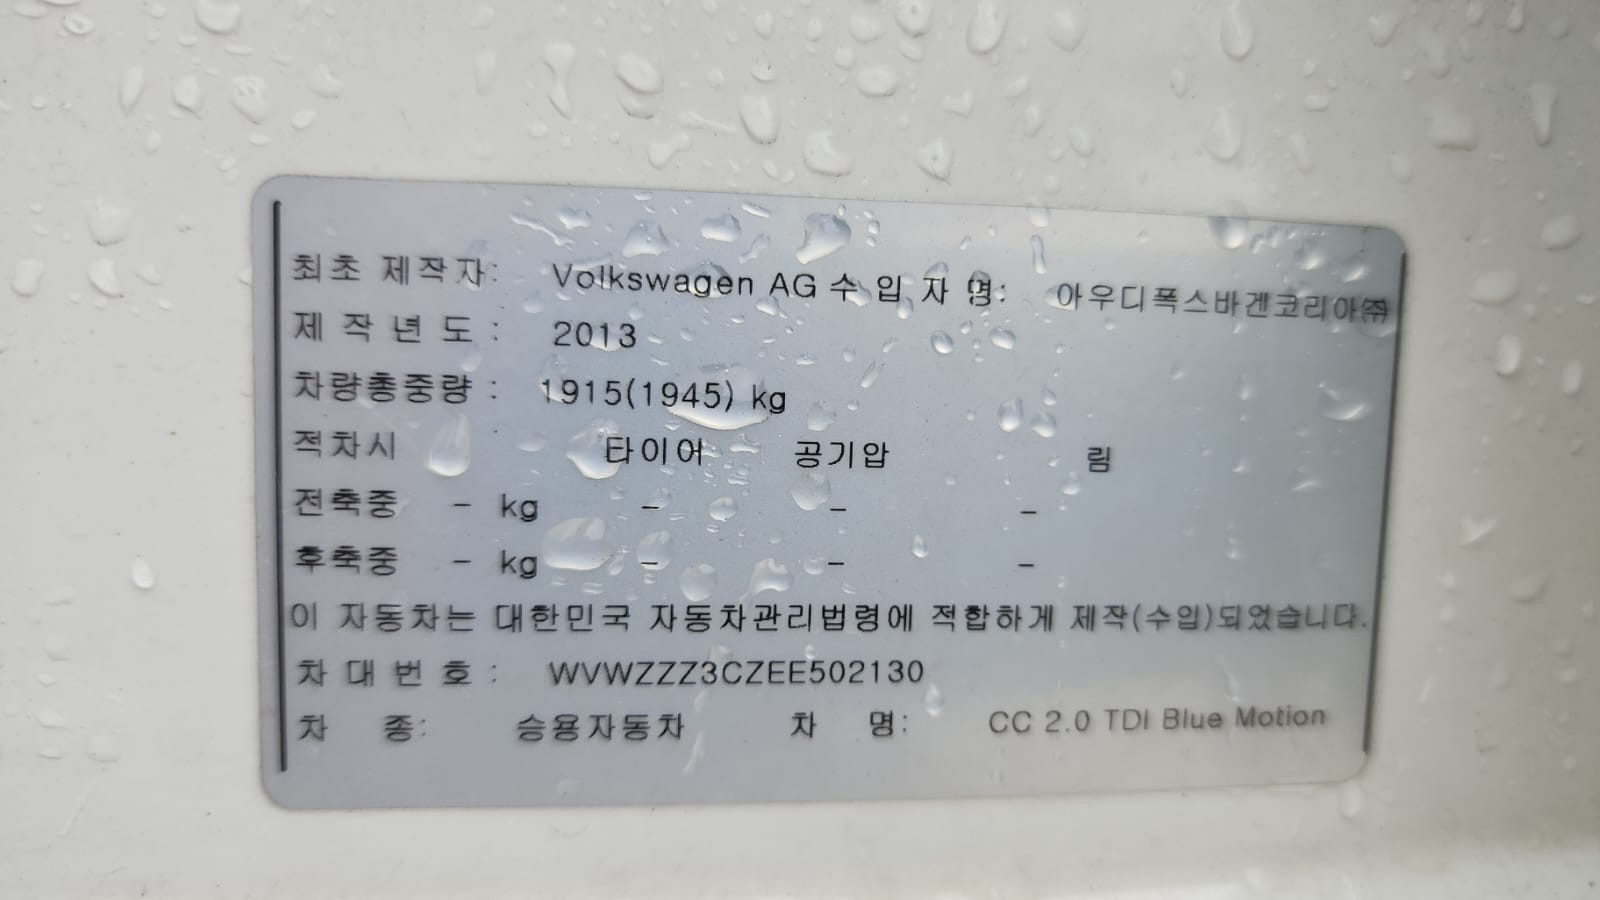 최초 제작자: Volkswagen AG 수 입 자 명: 아우디폭스바겐코리아㈜
제 작 년 도 : 2013
차량총중량 : 1915(1945) kg
적차시 타이어 공기압 림
전축중 - kg - - -
후축중 - kg - - -
이 자동차는 대한민국 자동차관리법령에 적합하게 제작(수입)되었습니다.
차 대 번 호 : WVWZZZ3CZEE502130
차 종: 승용자동차 차 명: CC 2.0 TDI Blue Motion